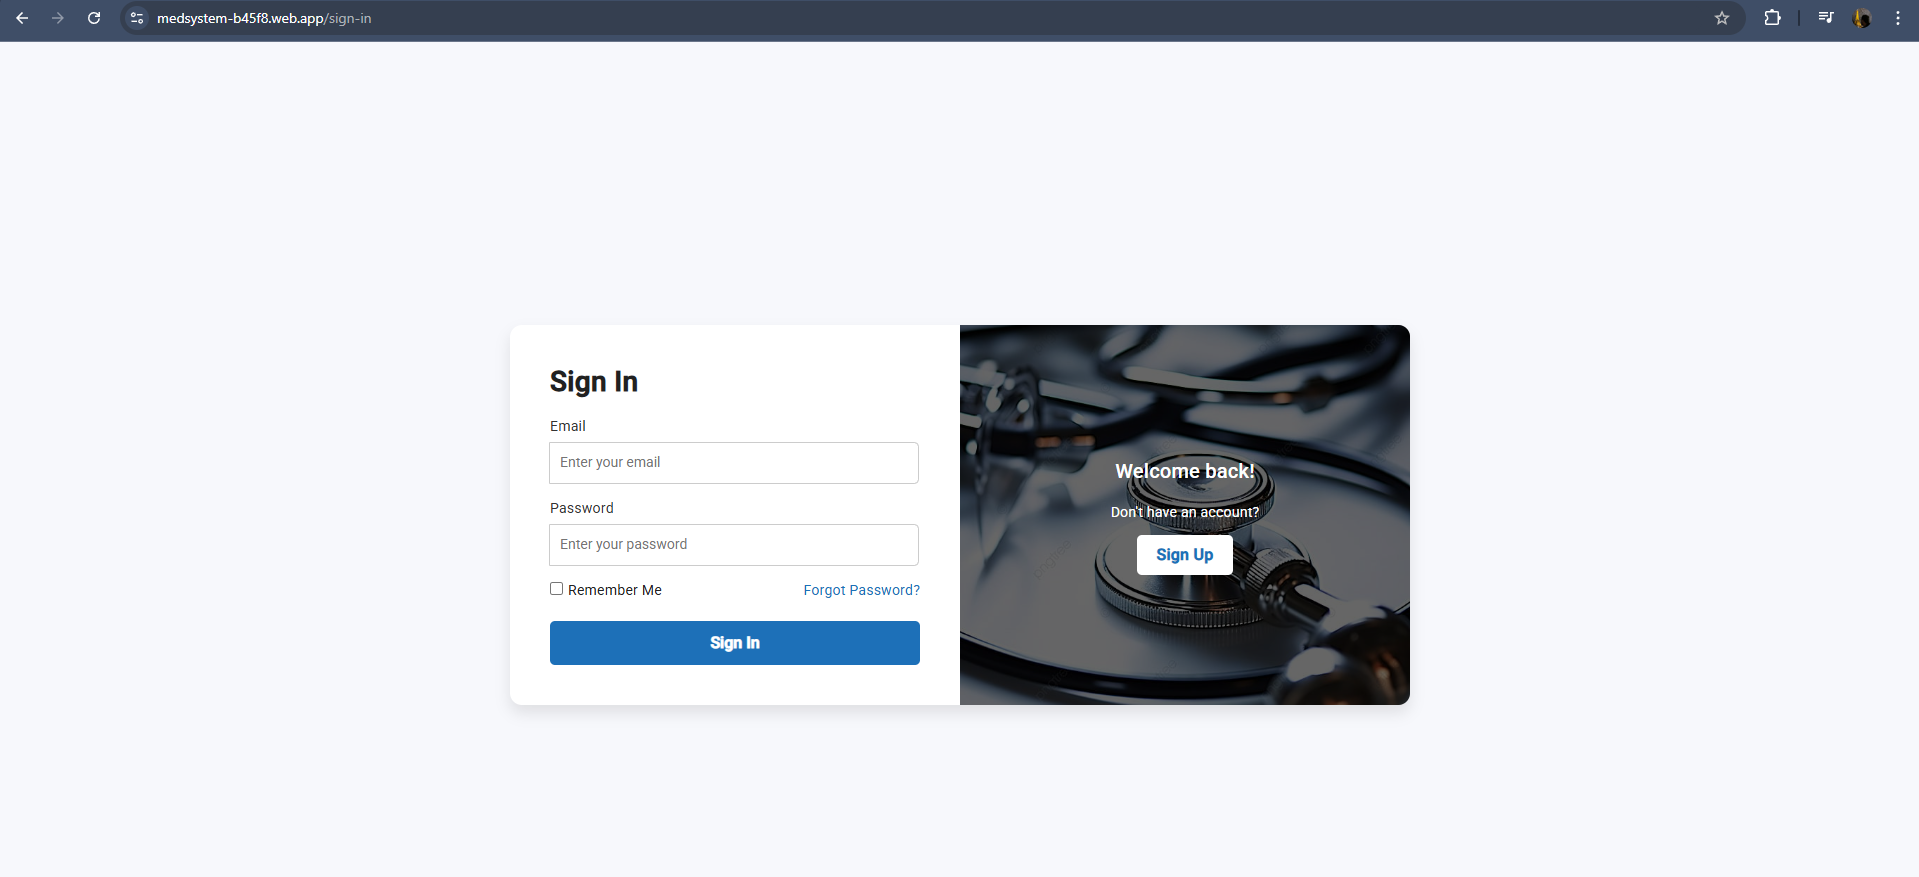 medsystem-b45f8.web.app/sign-in
Sign In
Email
Enter your email
Password
Enter your password
Remember Me
Forgot Password?
Sign In
Welcome back!
Don't have an account?
Sign Up